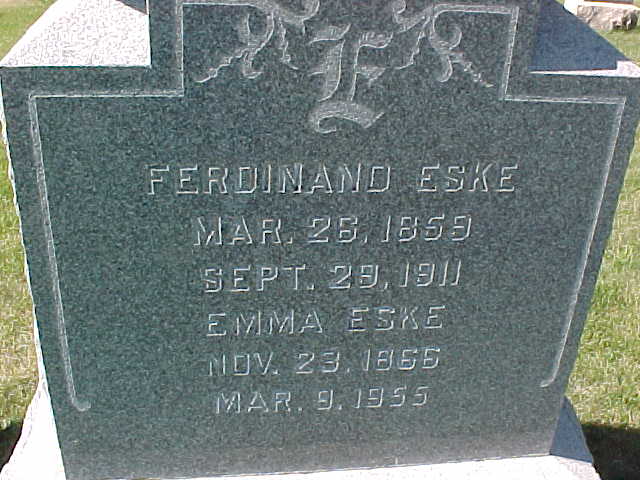 E
FERDINAND ESKE
MAR. 26, 1859
SEPT. 29, 1911
EMMA ESKE
NOV. 23, 1866
MAR. 9, 1955